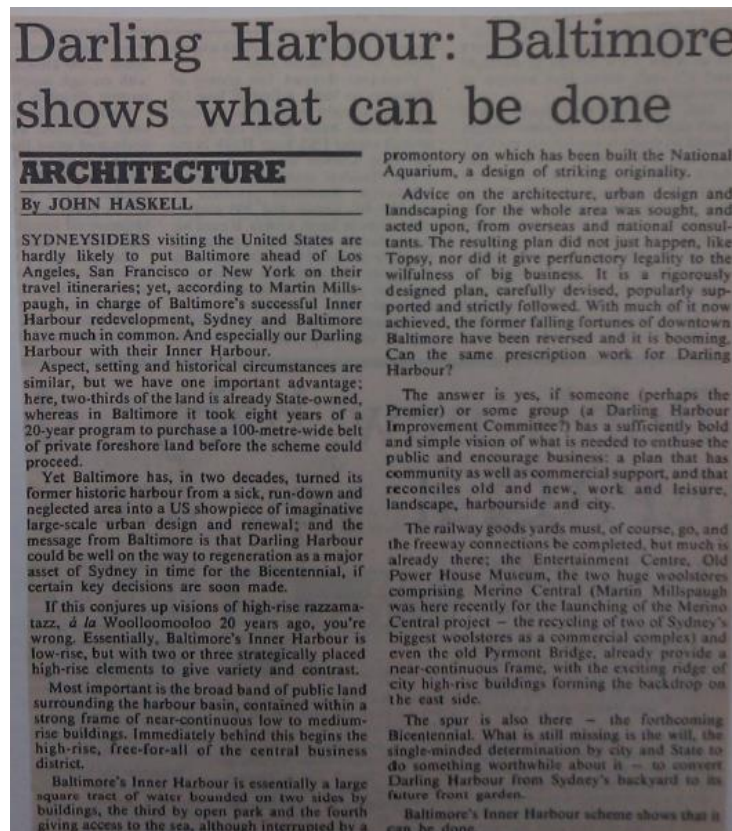 Darling Harbour: Baltimore
shows what can be done
ARCHITECTURE
By JOHN HASKELL
SYDNEYSIDERS visiting the United States are
hardly likely to put Baltimore ahead of Los
Angeles, San Francisco or New York on their
travel itineraries; yet, according to Martin Mills-
paugh, in charge of Baltimore's successful Inner
Harbour redevelopment, Sydney and Baltimore
have much in common. And especially our Darling
Harbour with their Inner Harbour.
Aspect, setting and historical circumstances are
similar, but we have one important advantage;
here, two-thirds of the land is already State-owned,
whereas in Baltimore it took eight years of a
20-year program to purchase a 100-metre-wide belt
of private foreshore land before the scheme could
proceed.
Yet Baltimore has, in two decades, turned its
former historic harbour from a sick, run-down and
neglected area into a US showpiece of imaginative
large-scale urban design and renewal; and the
message from Baltimore is that Darling Harbour
could be well on the way to regeneration as a major
asset of Sydney in time for the Bicentennial, if
certain key decisions are soon made.
If this conjures up visions of high-rise razzama-
tazz, à la Woolloomooloo 20 years ago, you're
wrong. Essentially, Baltimore's Inner Harbour is
low-rise, but with two or three strategically placed
high-rise elements to give variety and contrast.
Most important is the broad band of public land
surrounding the harbour basin, contained within a
strong frame of near-continuous low to medium-
rise buildings. Immediately behind this begins the
high-rise, free-for-all of the central business
district.
Baltimore's Inner Harbour is essentially a large
square tract of water bounded on two sides by
buildings, the third by open park and the fourth
giving access to the sea, although interrupted by a
promontory on which has been built the National
Aquarium, a design of striking originality.
Advice on the architecture, urban design and
landscaping for the whole area was sought, and
acted upon, from overseas and national consul-
tants. The resulting plan did not just happen, like
Topsy, nor did it give perfunctory legality to the
wilfulness of big business. It is a rigorously
designed plan, carefully devised, popularly sup-
ported and strictly followed. With much of it now
achieved, the former falling fortunes of downtown
Baltimore have been reversed and it is booming.
Can the same prescription work for Darling
Harbour?
The answer is yes, if someone (perhaps the
Premier) or some group (a Darling Harbour
Improvement Committee?) has a sufficiently bold
and simple vision of what is needed to enthuse the
public and encourage business: a plan that has
community as well as commercial support, and that
reconciles old and new, work and leisure,
landscape, harbourside and city.
The railway goods yards must, of course, go, and
the freeway connections be completed, but much is
already there; the Entertainment Centre, Old
Power House Museum, the two huge woolstores
comprising Merino Central (Martin Millspaugh
was here recently for the launching of the Merino
Central project — the recycling of two of Sydney's
biggest woolstores as a commercial complex) and
even the old Pyrmont Bridge, already provide a
near-continuous frame, with the exciting ridge of
city high-rise buildings forming the backdrop on
the east side.
The spur is also there — the forthcoming
Bicentennial. What is still missing is the will, the
single-minded determination by city and State to
do something worthwhile about it — to convert
Darling Harbour from Sydney's backyard to its
future front garden.
Baltimore's Inner Harbour scheme shows that it
can be done.